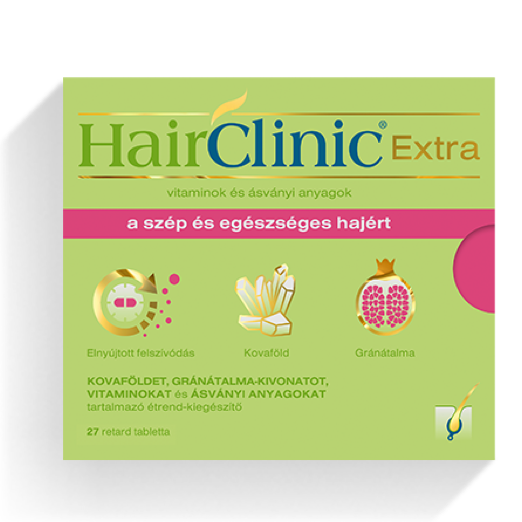 HairClinic® Extra
vitaminok és ásványi anyagok
a szép és egészséges hajért
Elnyújtott felszívódás
Kovaföld
Gránátalma
KOVAFÖLDET, GRÁNÁTALMA-KIVONATOT,
VITAMINOKAT és ÁSVÁNYI ANYAGOKAT
tartalmazó étrend-kiegészítő
27 retard tabletta